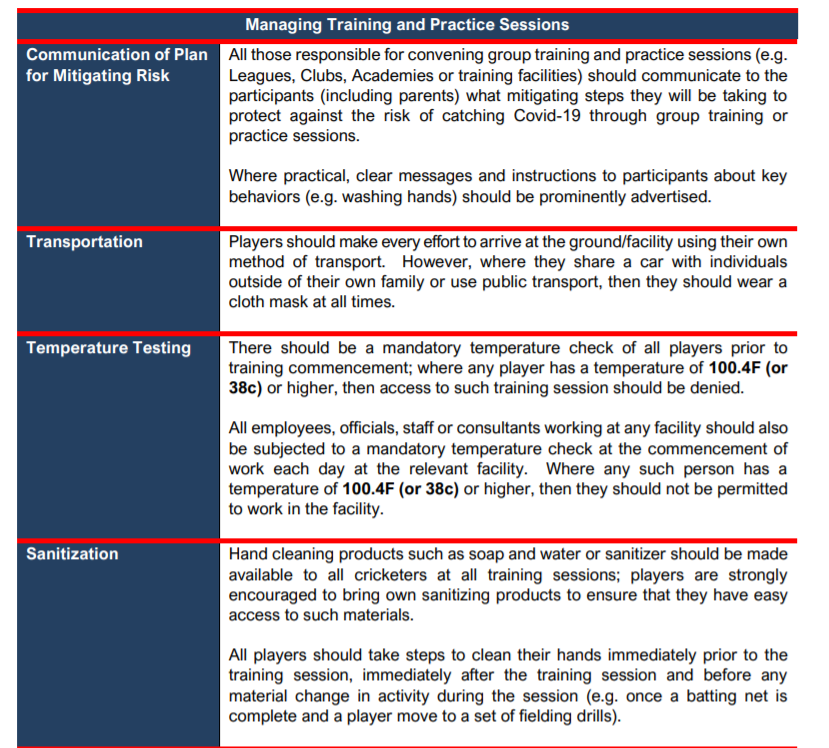 Managing Training and Practice Sessions
Communication of Plan
for Mitigating Risk
All those responsible for convening group training and practice sessions (e.g.
Leagues, Clubs, Academies or training facilities) should communicate to the
participants (including parents) what mitigating steps they will be taking to
protect against the risk of catching Covid-19 through group training or
practice sessions.
Where practical, clear messages and instructions to participants about key
behaviors (e.g. washing hands) should be prominently advertised.
Transportation
Players should make every effort to arrive at the ground/facility using their own
method of transport. However, where they share a car with individuals
outside of their own family or use public transport, then they should wear a
cloth mask at all times.
Temperature Testing
There should be a mandatory temperature check of all players prior to
training commencement; where any player has a temperature of 100.4F (or
38c) or higher, then access to such training session should be denied.
All employees, officials, staff or consultants working at any facility should also
be subjected to a mandatory temperature check at the commencement of
work each day at the relevant facility. Where any such person has a
temperature of 100.4F (or 38c) or higher, then they should not be permitted
to work in the facility.
Sanitization
Hand cleaning products such as soap and water or sanitizer should be made
available to all cricketers at all training sessions; players are strongly
encouraged to bring own sanitizing products to ensure that they have easy
access to such materials.
All players should take steps to clean their hands immediately prior to the
training session, immediately after the training session and before any
material change in activity during the session (e.g. once a batting net is
complete and a player move to a set of fielding drills).